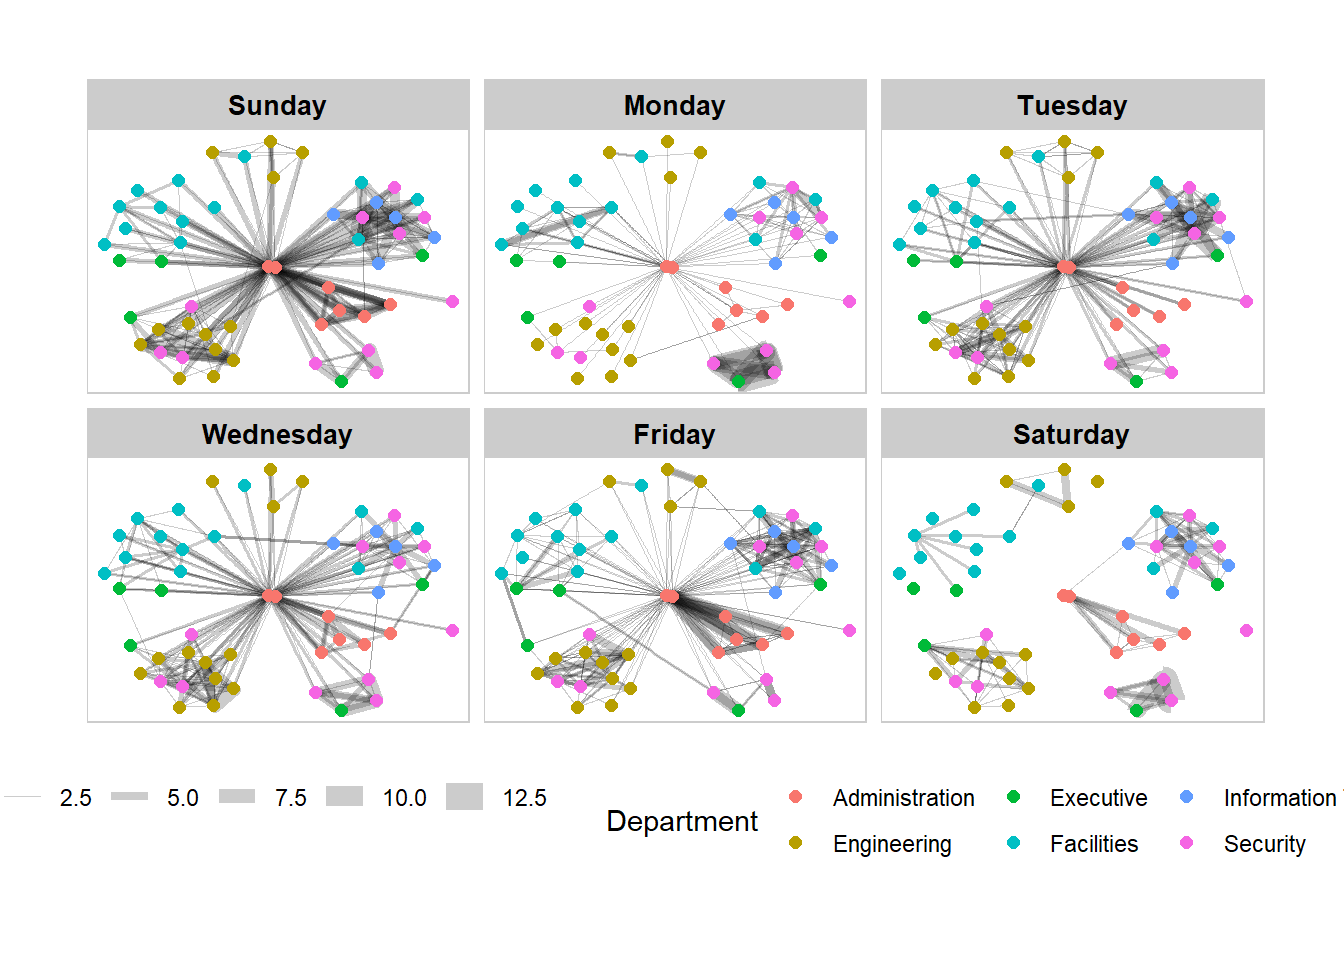 Sunday Monday Tuesday
Wednesday Friday Saturday
2.5 5.0 7.5 10.0 12.5
Department
Administration Executive Information
Engineering Facilities Security